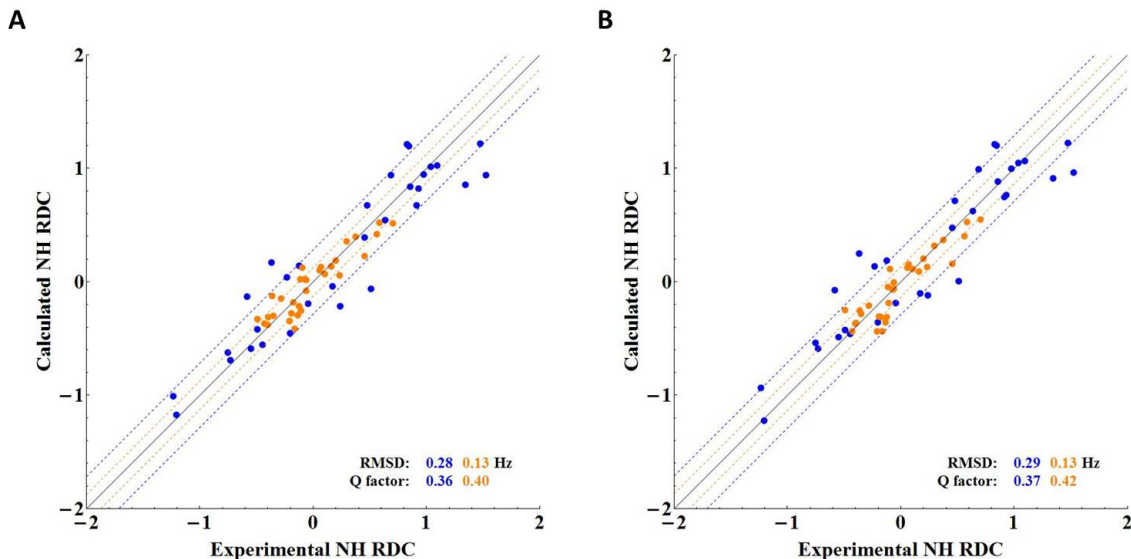 A
2
1
0
−1
−2
Calculated NH RDC
RMSD: 0.28 0.13 Hz
Q factor: 0.36 0.40
−2 −1 0 1 2
Experimental NH RDC
B
2
1
0
−1
−2
Calculated NH RDC
RMSD: 0.29 0.13 Hz
Q factor: 0.37 0.42
−2 −1 0 1 2
Experimental NH RDC